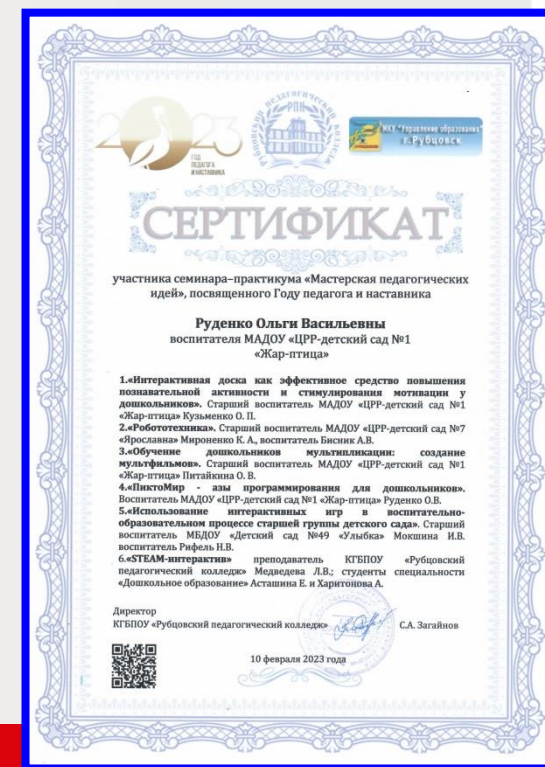 2023
ГОД
ПЕДАГОГА
И НАСТАВНИКА
Рубцовский педагогический колледж
РПК
МКУ "Управление образования"
г.Рубцовск
СЕРТИФИКАТ
участника семинара–практикума «Мастерская педагогических
идей», посвященного Году педагога и наставника
Руденко Ольги Васильевны
воспитателя МАДОУ «ЦРР-детский сад №1
«Жар-птица»
1.«Интерактивная доска как эффективное средство повышения
познавательной активности и стимулирования мотивации у
дошкольников». Старший воспитатель МАДОУ «ЦРР-детский сад №1
«Жар-птица» Кузьменко О. П.
2.«Робототехника». Старший воспитатель МАДОУ «ЦРР-детский сад №7
«Ярославна» Мироненко К. А., воспитатель Бисник А.В.
3.«Обучение дошкольников мультипликации: создание
мультфильмов». Старший воспитатель МАДОУ «ЦРР-детский сад №1
«Жар-птица» Питайкина О. В.
4.«ПиктоМир - азы программирования для дошкольников».
Воспитатель МАДОУ «ЦРР-детский сад №1 «Жар-птица» Руденко О.В.
5.«Использование интерактивных игр в воспитательно-
образовательном процессе старшей группы детского сада». Старший
воспитатель МБДОУ «Детский сад №49 «Улыбка» Мокшина И.В.
воспитатель Рифель Н.В.
6.«STEAM-интерактив» преподаватель КГБПОУ «Рубцовский
педагогический колледж» Медведева Л.В.; студенты специальности
«Дошкольное образование» Асташина Е. и Харитонова А.
Директор
КГБПОУ «Рубцовский педагогический колледж» С.А. Загайнов
10 февраля 2023 года